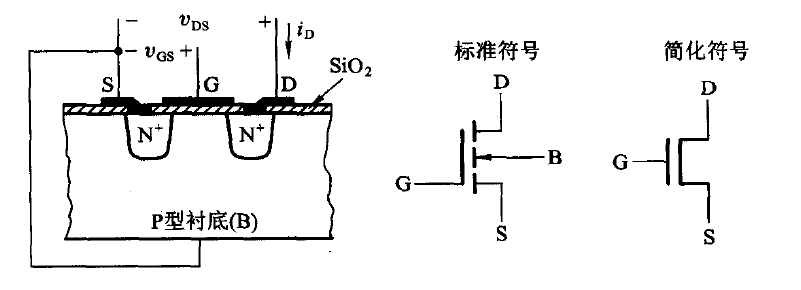 − v_DS + i_D
− v_GS +
S G D SiO₂
N⁺ N⁺
P型衬底(B)
标准符号
D
B
G
S
简化符号
D
G
S